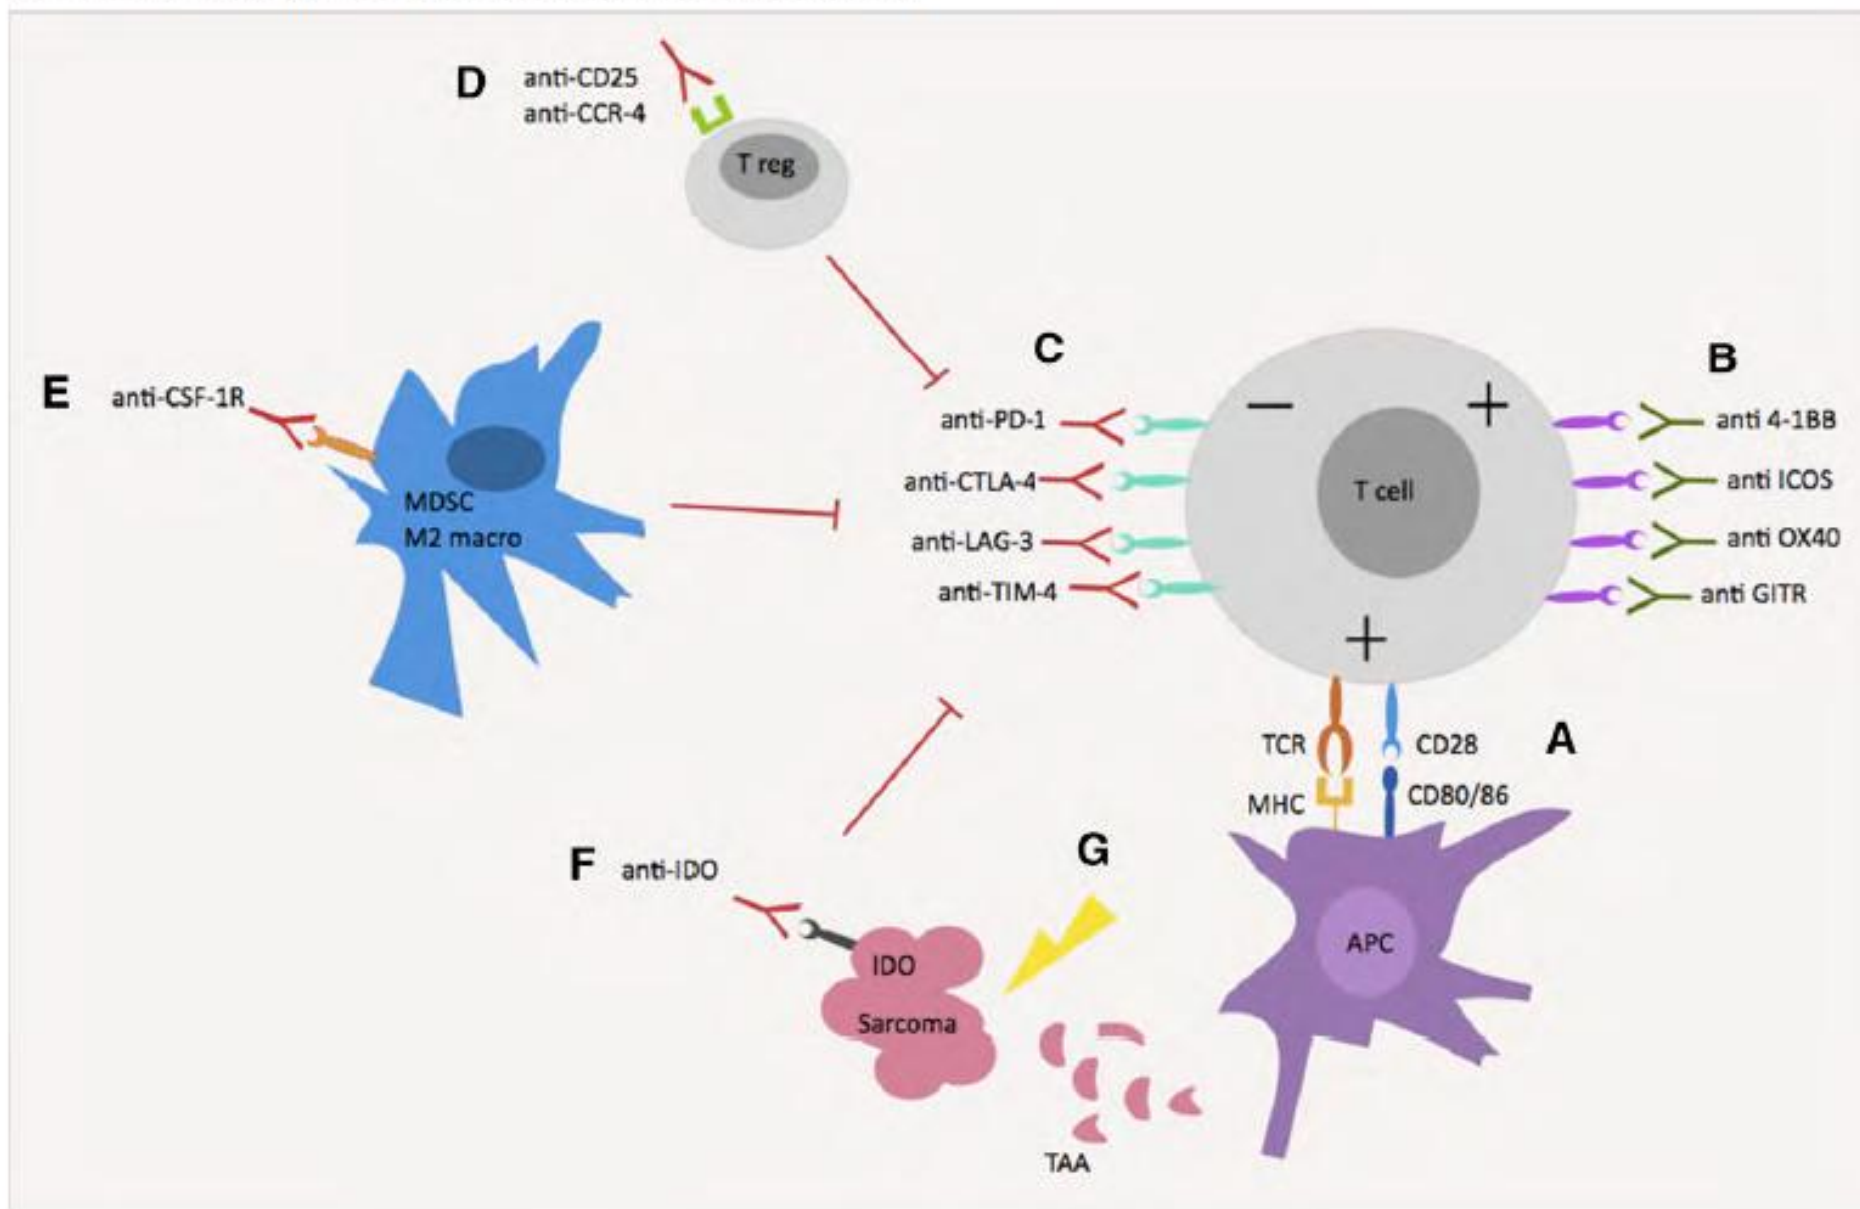 D
anti-CD25
anti-CCR-4
T reg
C
B
E
anti-CSF-1R
MDSC
M2 macro
anti-PD-1
anti-CTLA-4
anti-LAG-3
anti-TIM-4
−
+
T cell
+
anti 4-1BB
anti ICOS
anti OX40
anti GITR
TCR
CD28
A
MHC
CD80/86
F
anti-IDO
G
IDO
Sarcoma
APC
TAA